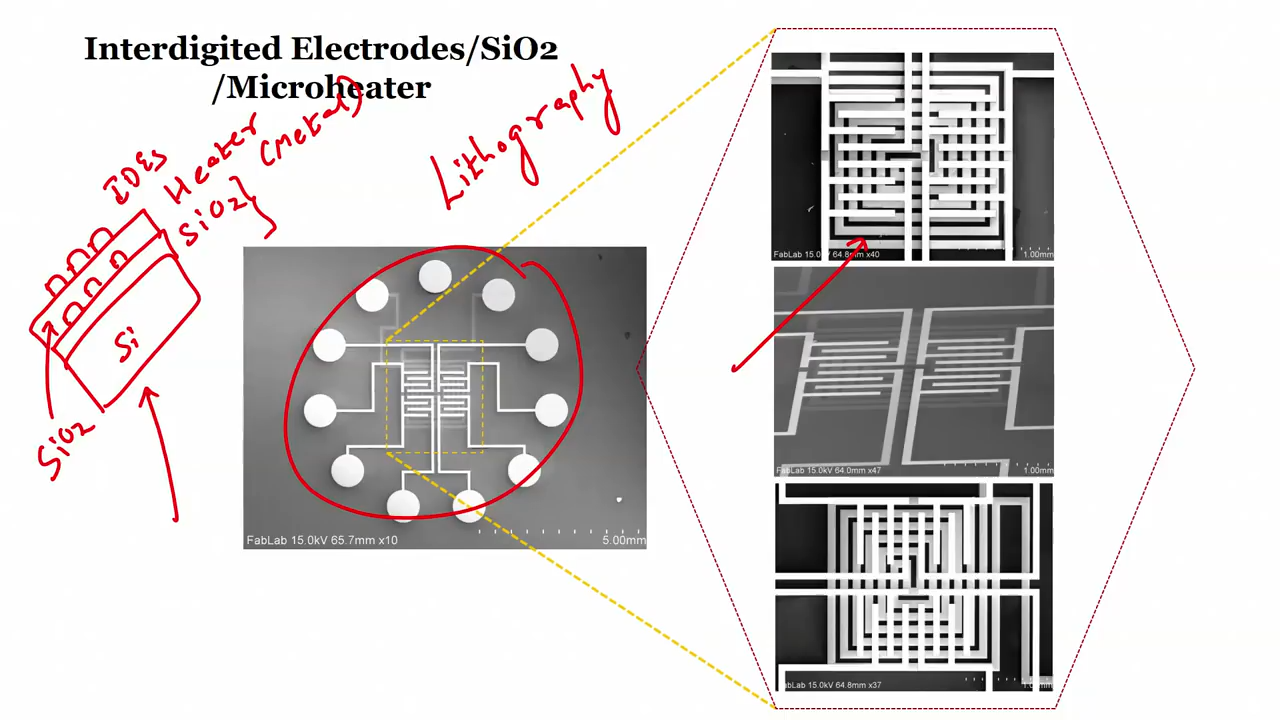 Interdigited Electrodes/SiO2
/Microheater
Lithography
IDEs
Heater
(Metal)
SiO2
Si
SiO2
FabLab 15.0kV 65.7mm x10 5.00mm
FabLab 15.0kV 64.8mm x40 1.00mm
FabLab 15.0kV 64.0mm x47 1.00mm
FabLab 15.0kV 64.8mm x37 1.00mm